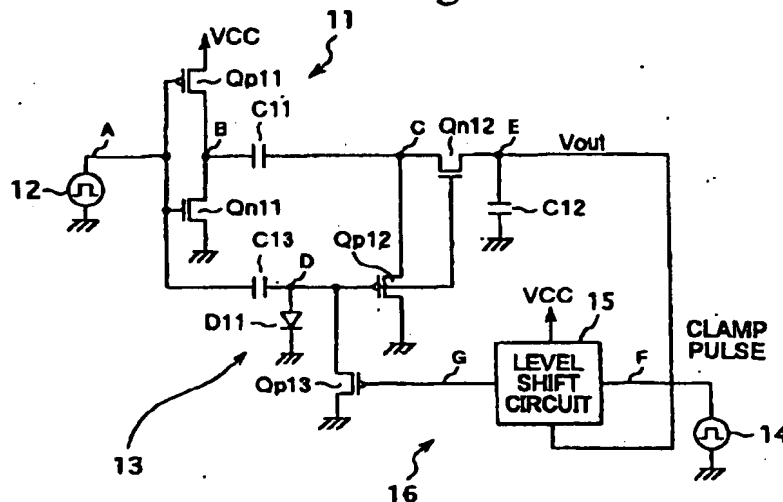 11
VCC
Qp11
C11
A
B
C
Qn12
E
Vout
12
Qn11
C12
C13
Qp12
D
VCC
15
D11
CLAMP
PULSE
LEVEL
SHIFT
CIRCUIT
G
F
Qp13
14
13
16